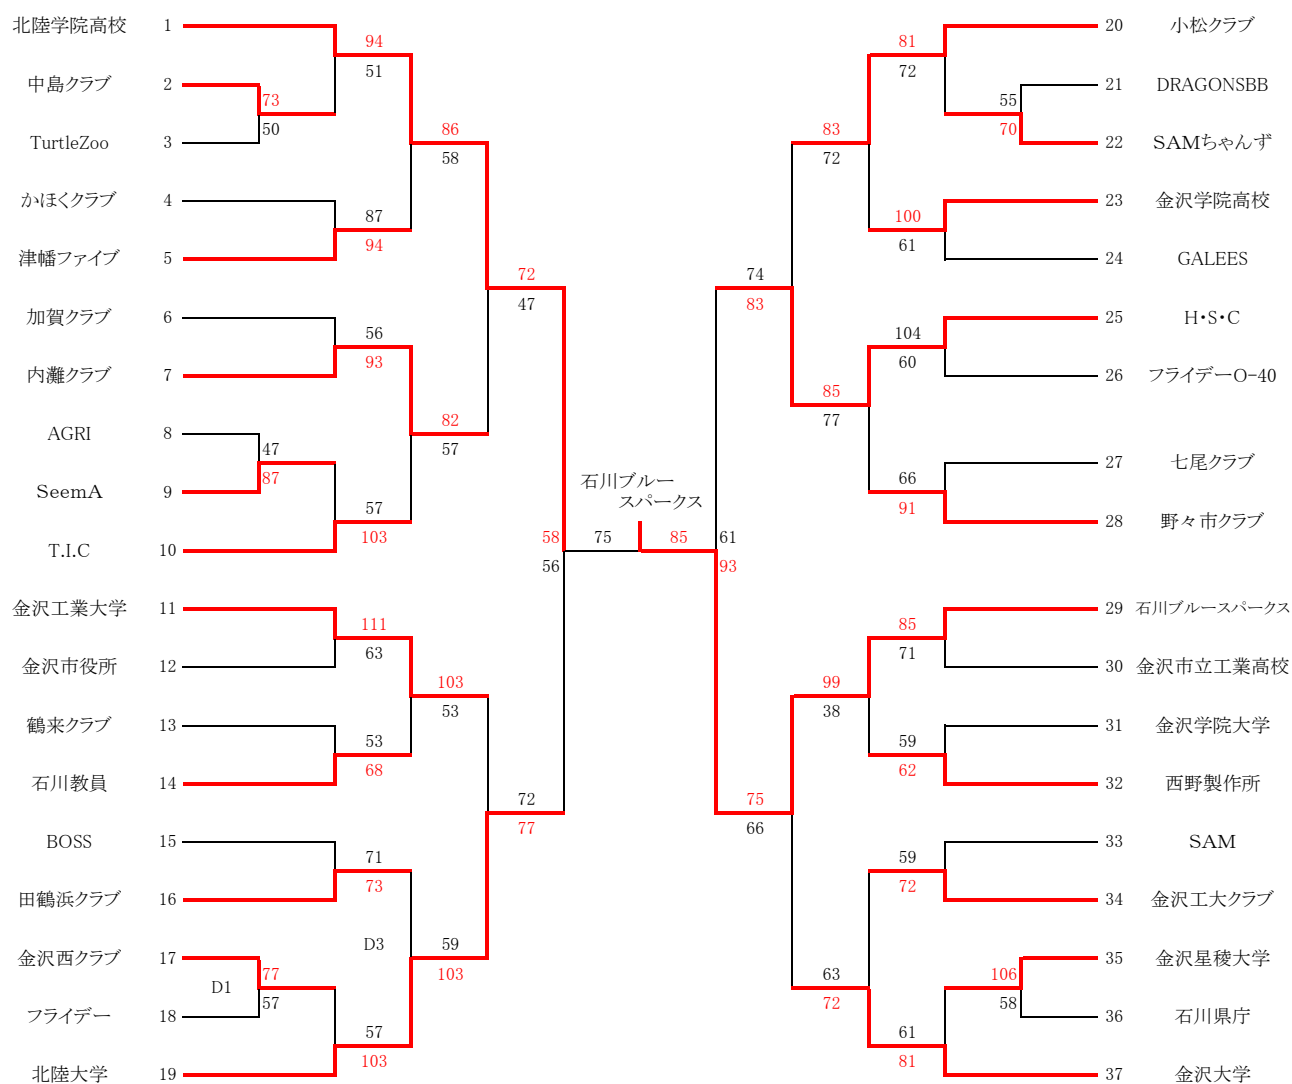 北陸学院高校 1
94
51
中島クラブ 2
73
50
TurtleZoo 3
86
58
かほくクラブ 4
87
94
津幡ファイブ 5
72
47
加賀クラブ 6
56
93
内灘クラブ 7
82
57
AGRI 8
47
87
SeemA 9
57
103
T.I.C 10
58
56
75
石川ブルー
スパークス
85
61
93
金沢工業大学 11
111
63
金沢市役所 12
103
53
鶴来クラブ 13
53
68
石川教員 14
72
77
BOSS 15
71
73
田鶴浜クラブ 16
D3
59
103
金沢西クラブ 17
D1
77
57
フライデー 18
57
103
北陸大学 19
20 小松クラブ
81
72
21 DRAGONSBB
55
70
22 SAMちゃんず
83
72
23 金沢学院高校
100
61
24 GALEES
74
83
25 H・S・C
104
60
26 フライデーO-40
85
77
27 七尾クラブ
66
91
28 野々市クラブ
29 石川ブルースパークス
85
71
30 金沢市立工業高校
99
38
31 金沢学院大学
59
62
32 西野製作所
75
66
33 SAM
59
72
34 金沢工大クラブ
63
72
35 金沢星稜大学
106
58
36 石川県庁
61
81
37 金沢大学